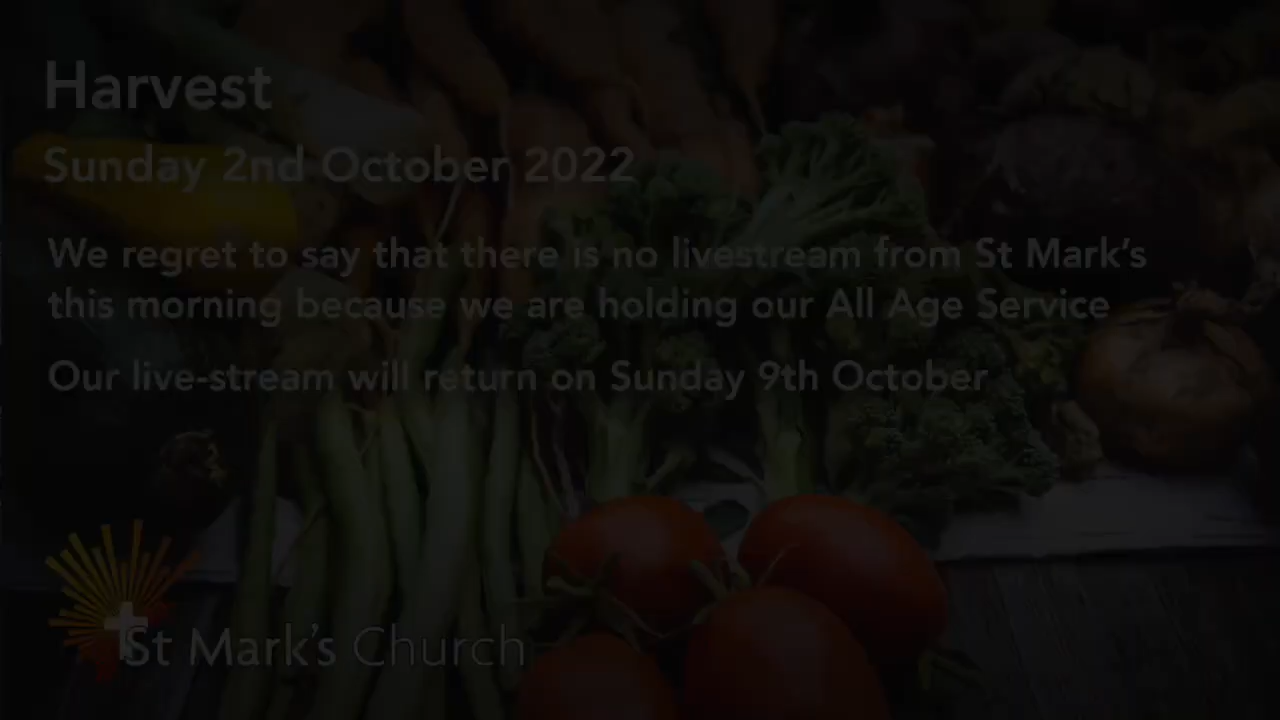 Harvest
Sunday 2nd October 2022
We regret to say that there is no livestream from St Mark's
this morning because we are holding our All Age Service
Our live-stream will return on Sunday 9th October
St Mark's Church